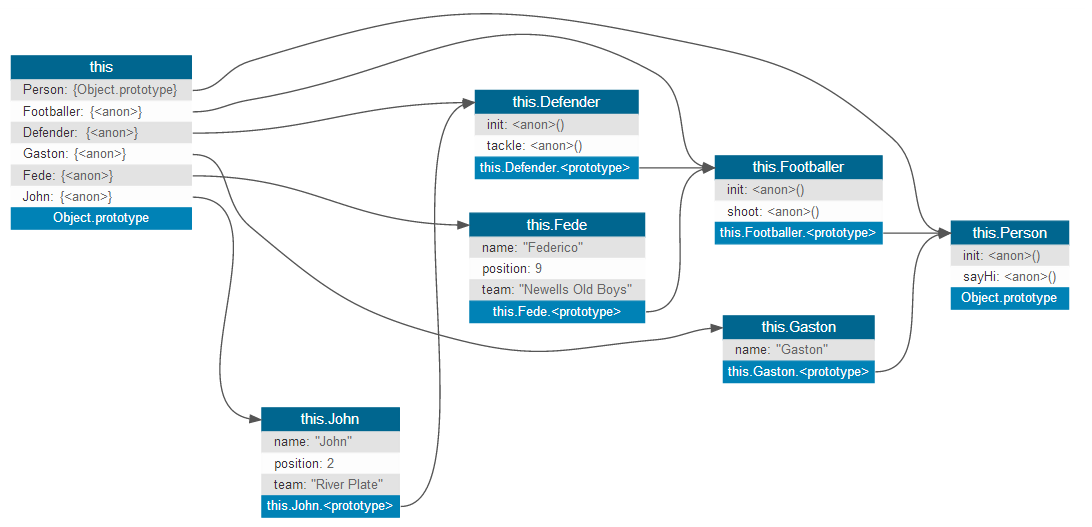 this
Person: {Object.prototype}
Footballer: {<anon>}
Defender: {<anon>}
Gaston: {<anon>}
Fede: {<anon>}
John: {<anon>}
Object.prototype
this.Defender
init: <anon>()
tackle: <anon>()
this.Defender.<prototype>
this.Footballer
init: <anon>()
shoot: <anon>()
this.Footballer.<prototype>
this.Fede
name: "Federico"
position: 9
team: "Newells Old Boys"
this.Fede.<prototype>
this.Person
init: <anon>()
sayHi: <anon>()
Object.prototype
this.Gaston
name: "Gaston"
this.Gaston.<prototype>
this.John
name: "John"
position: 2
team: "River Plate"
this.John.<prototype>